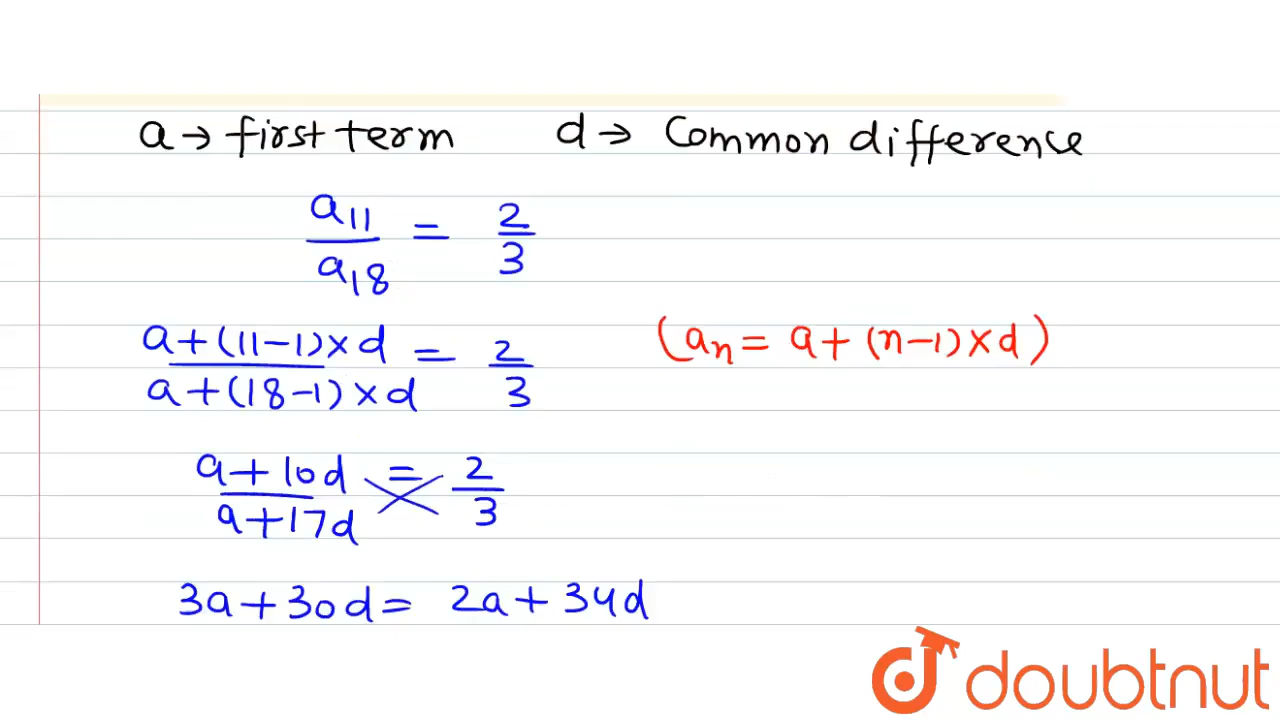 a → first term d → Common difference
a₁₁/a₁₈ = 2/3
(a+(11-1)×d)/(a+(18-1)×d) = 2/3 (aₙ = a+(n-1)×d)
(a+10d)/(a+17d) = 2/3
3a+30d = 2a+34d
doubtnut